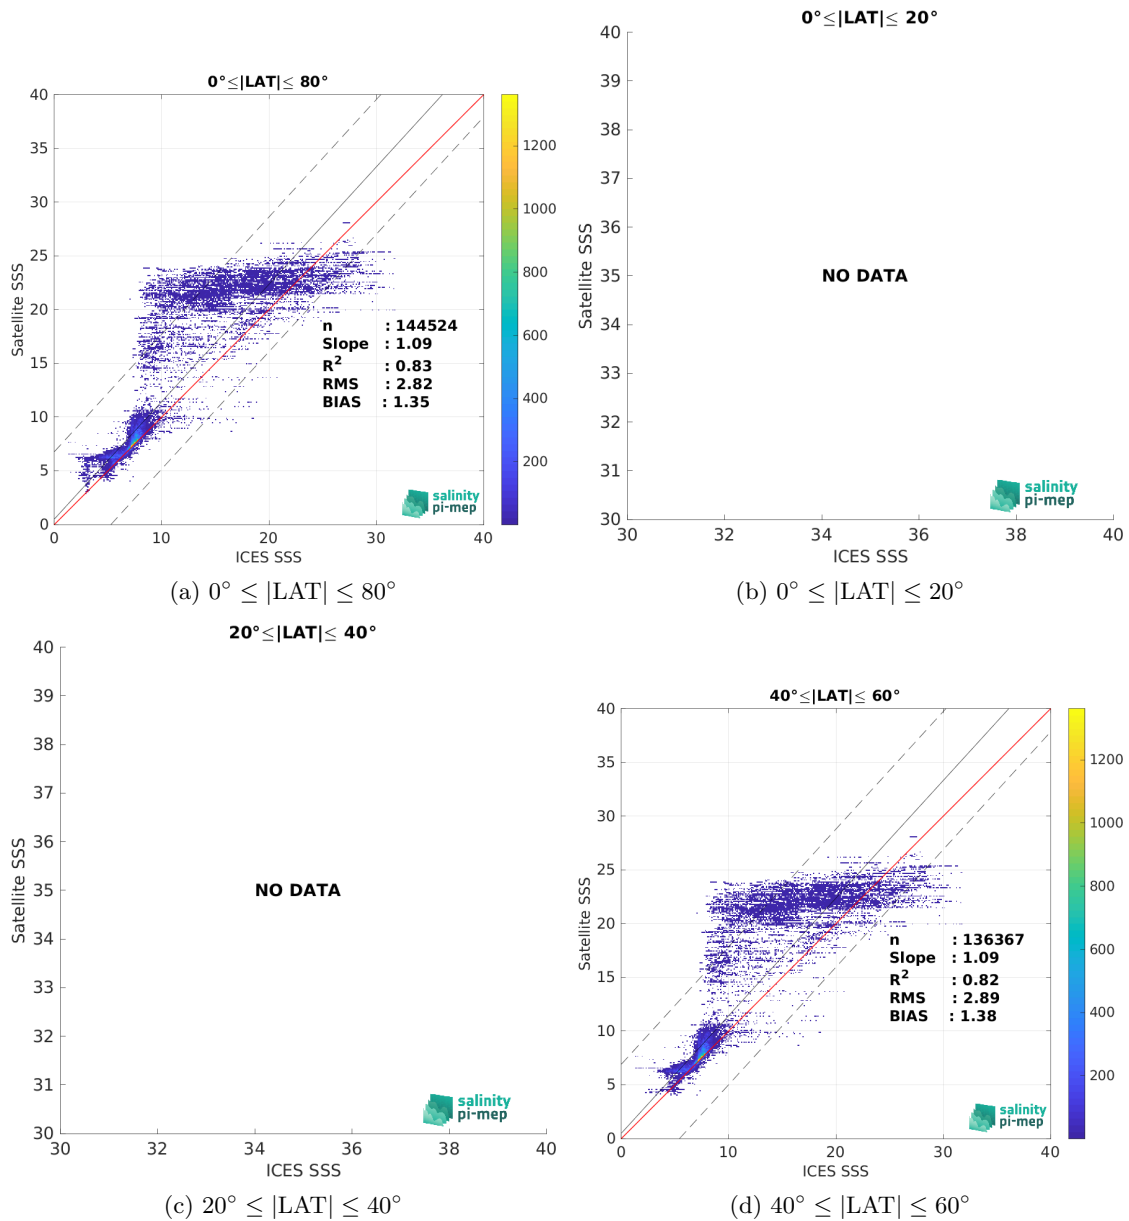 0°≤|LAT|≤ 80°
40
35
30
25
20
15
10
5
0
0
10
20
30
40
Satellite SSS
ICES SSS
n : 144524
Slope : 1.09
R² : 0.83
RMS : 2.82
BIAS : 1.35
1200
1000
800
600
400
200
salinity
pi-mep
(a) 0° ≤ |LAT| ≤ 80°
0°≤|LAT|≤ 20°
40
39
38
37
36
35
34
33
32
31
30
30
32
34
36
38
40
Satellite SSS
ICES SSS
NO DATA
salinity
pi-mep
(b) 0° ≤ |LAT| ≤ 20°
20°≤|LAT|≤ 40°
40
39
38
37
36
35
34
33
32
31
30
30
32
34
36
38
40
Satellite SSS
ICES SSS
NO DATA
salinity
pi-mep
(c) 20° ≤ |LAT| ≤ 40°
40°≤|LAT|≤ 60°
40
35
30
25
20
15
10
5
0
0
10
20
30
40
Satellite SSS
ICES SSS
n : 136367
Slope : 1.09
R² : 0.82
RMS : 2.89
BIAS : 1.38
1200
1000
800
600
400
200
salinity
pi-mep
(d) 40° ≤ |LAT| ≤ 60°